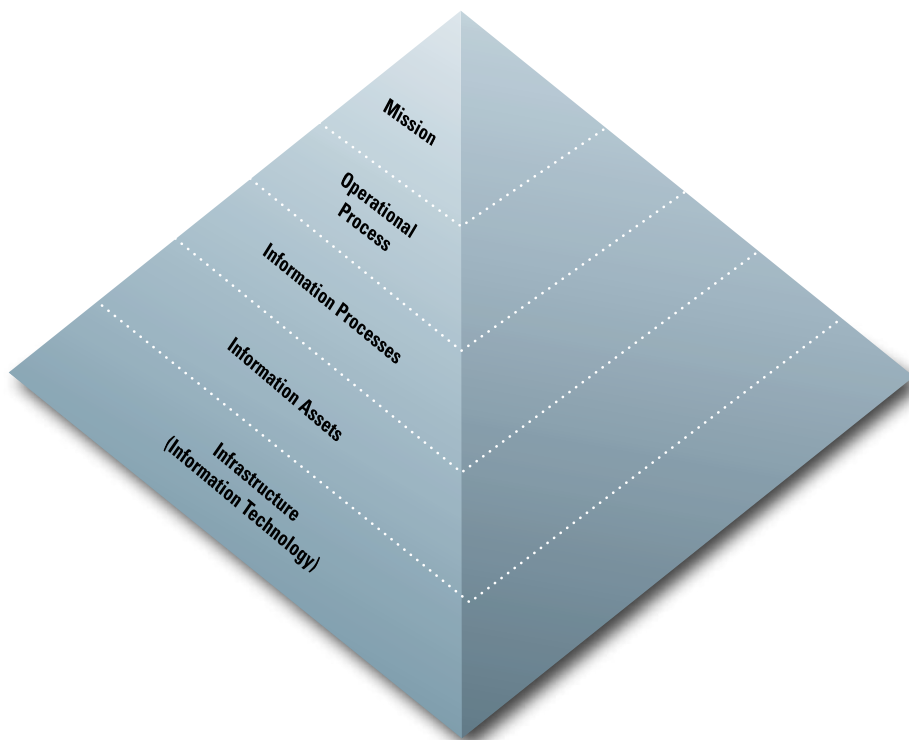 Mission
Operational
Process
Information Processes
Information Assets
Infrastructure
(Information Technology)